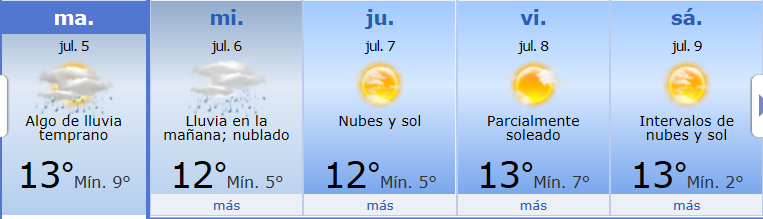 ma.
jul. 5
Algo de lluvia
temprano
13° Mín. 9°
mi.
jul. 6
Lluvia en la
mañana; nublado
12° Mín. 5°
más
ju.
jul. 7
Nubes y sol
12° Mín. 5°
más
vi.
jul. 8
Parcialmente
soleado
13° Mín. 7°
más
sá.
jul. 9
Intervalos de
nubes y sol
13° Mín. 2°
más